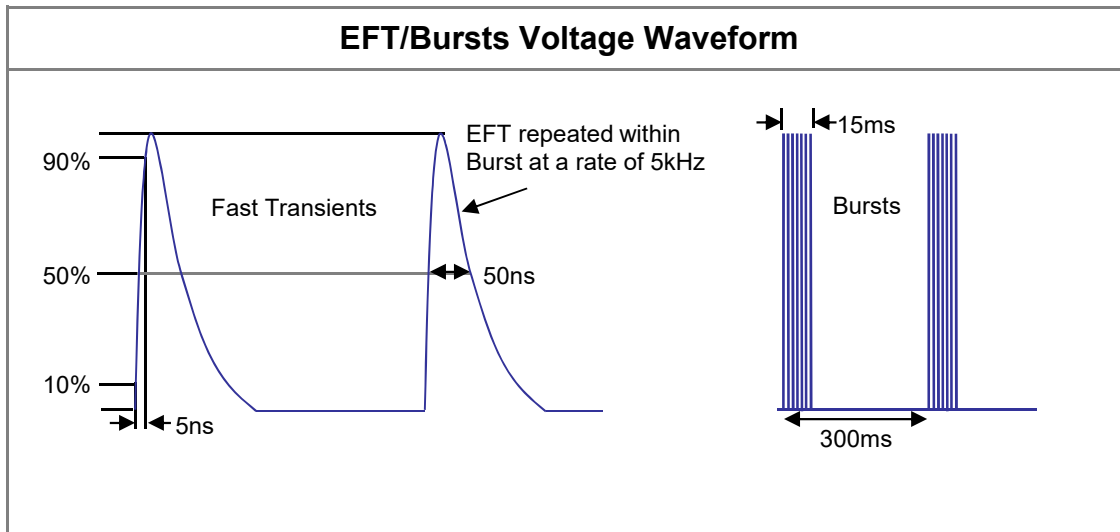 EFT/Bursts Voltage Waveform
EFT repeated within
Burst at a rate of 5kHz
15ms
90%
Fast Transients
Bursts
50%
50ns
10%
5ns
300ms